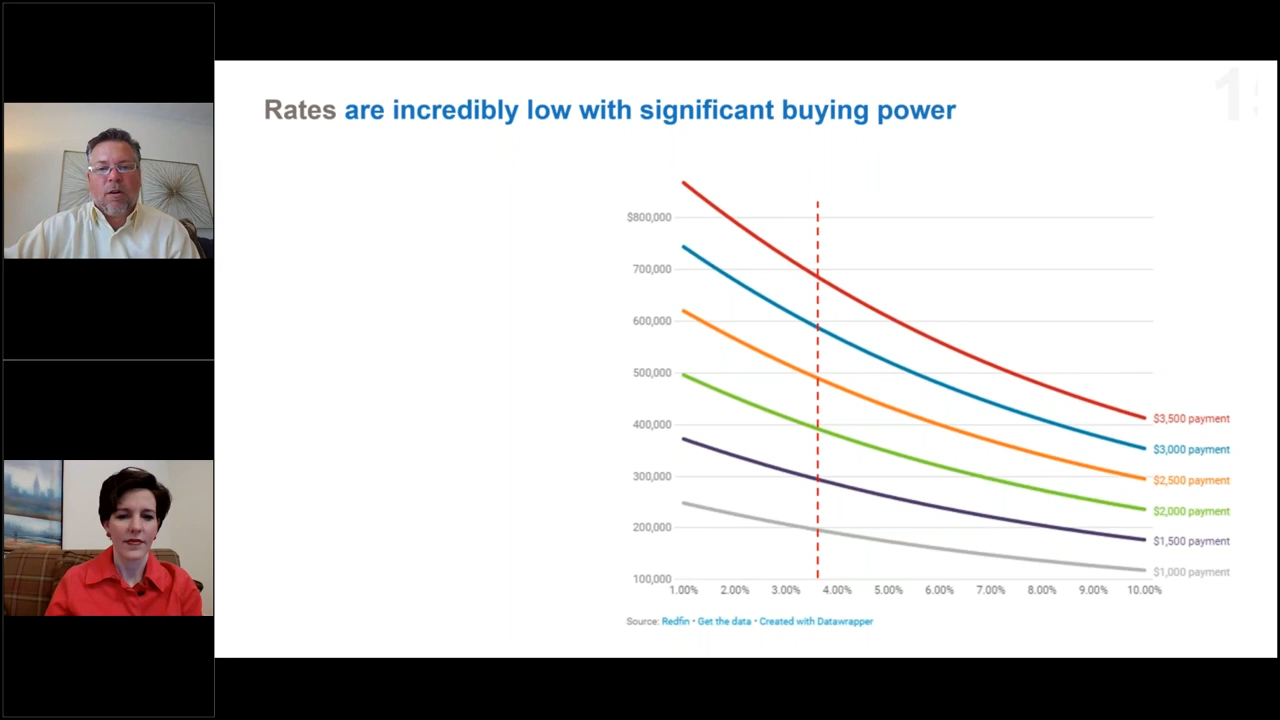 Rates are incredibly low with significant buying power
$800,000
700,000
600,000
500,000
400,000
300,000
200,000
100,000
$3,500 payment
$3,000 payment
$2,500 payment
$2,000 payment
$1,500 payment
$1,000 payment
1.00% 2.00% 3.00% 4.00% 5.00% 6.00% 7.00% 8.00% 9.00% 10.00%
Source: Redfin • Get the data • Created with Datawrapper